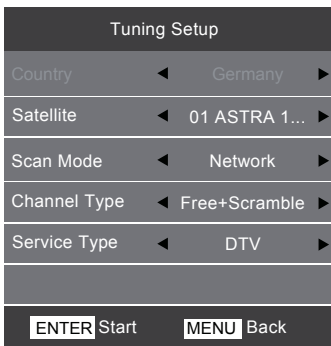 Tuning Setup
Country Germany
Satellite 01 ASTRA 1...
Scan Mode Network
Channel Type Free+Scramble
Service Type DTV
ENTER Start MENU Back